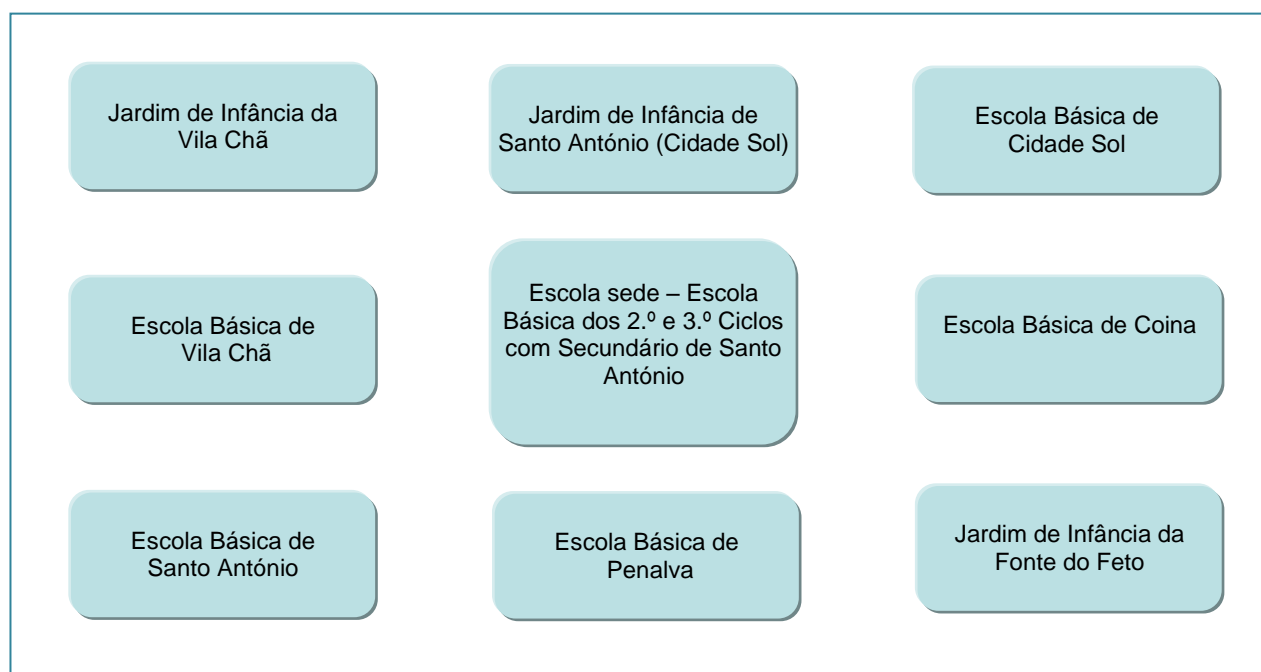 Jardim de Infância da
Vila Chã
Jardim de Infância de
Santo António (Cidade Sol)
Escola Básica de
Cidade Sol
Escola Básica de
Vila Chã
Escola sede – Escola
Básica dos 2.º e 3.º Ciclos
com Secundário de Santo
António
Escola Básica de Coina
Escola Básica de
Santo António
Escola Básica de
Penalva
Jardim de Infância da
Fonte do Feto